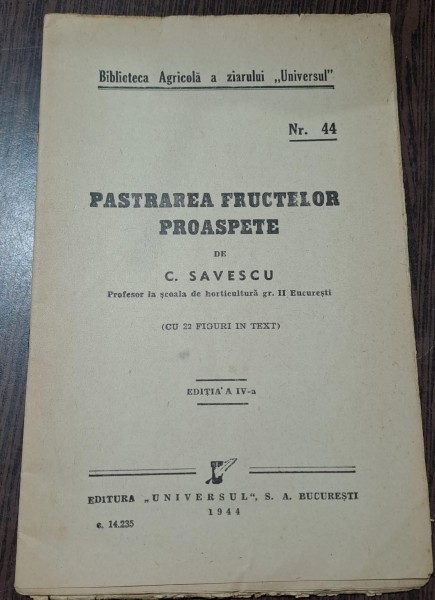 Biblioteca Agricolă a ziarului „Universul"
Nr. 44
PASTRAREA FRUCTELOR
PROASPETE
DE
C. SAVESCU
Profesor la școala de horticultură gr. II București
(CU 22 FIGURI IN TEXT)
EDIȚIA A IV-a
EDITURA „UNIVERSUL“, S. A. BUCUREȘTI
1944
c. 14.235